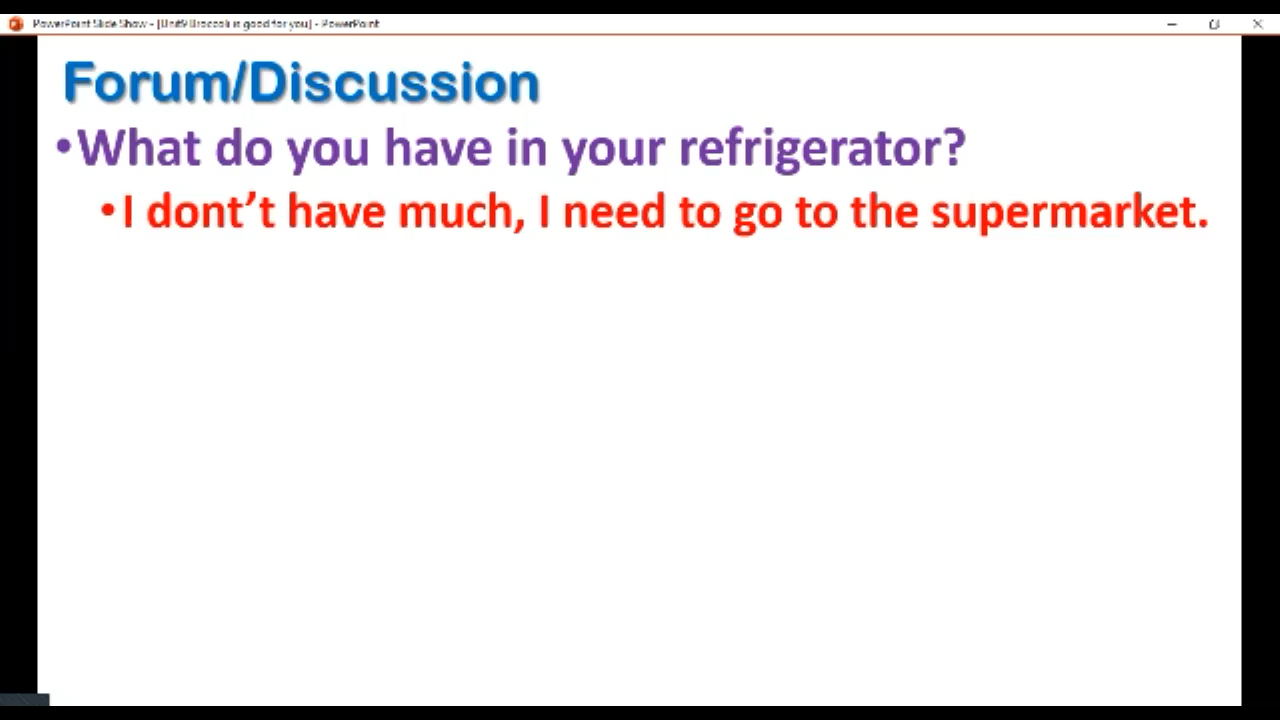 PowerPoint Slide Show - [Unit9 Broccoli is good for you] - PowerPoint
Forum/Discussion
•What do you have in your refrigerator?
•I dont’t have much, I need to go to the supermarket.